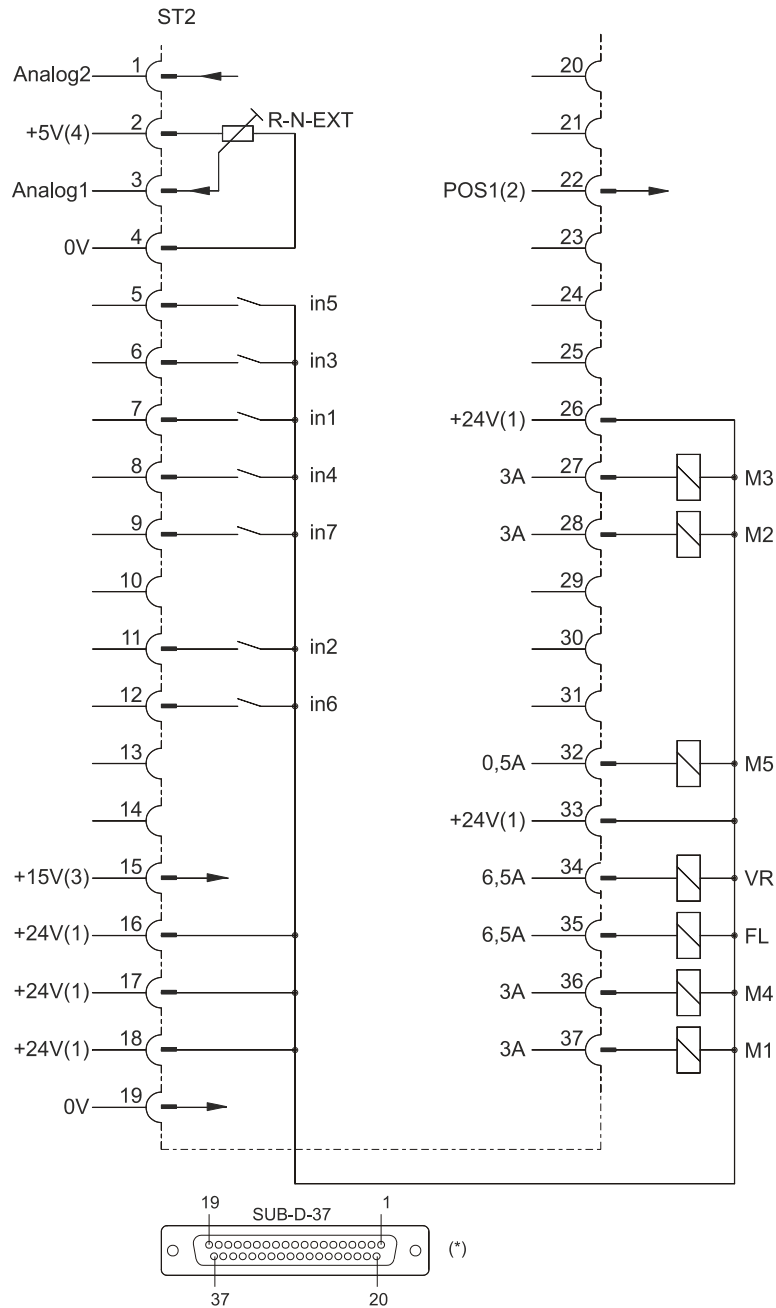 ST2
Analog2 1
+5V(4) 2 R-N-EXT
Analog1 3
0V 4
5 in5
6 in3
7 in1
8 in4
9 in7
10
11 in2
12 in6
13
14
+15V(3) 15
+24V(1) 16
+24V(1) 17
+24V(1) 18
0V 19
20
21
POS1(2) 22
23
24
25
+24V(1) 26
3A 27 M3
3A 28 M2
29
30
31
0,5A 32 M5
+24V(1) 33
6,5A 34 VR
6,5A 35 FL
3A 36 M4
3A 37 M1
19 SUB-D-37 1
(*)
37 20